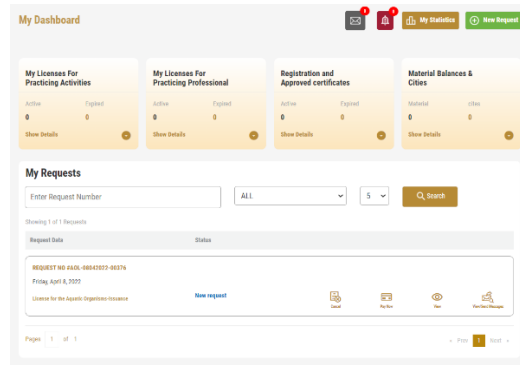 My Dashboard
My Statistics
New Request
My Licenses For
Practicing Activities
Active Expired
0 0
Show Details
My Licenses For
Practicing Professional
Active Expired
0 0
Show Details
Registration and
Approved certificates
Active Expired
0 0
Show Details
Material Balances &
Cities
Material cites
0 0
Show Details
My Requests
Enter Request Number ALL 5 Search
Showing 1 of 1 Requests
Request Data Status
REQUEST NO #AOL-08042022-00376
Friday, April 8, 2022
License for the Aquatic Organisms-Issuance
New request
Cancel Pay Now View View/Send Messages
Pages 1 of 1
« Prev 1 Next »